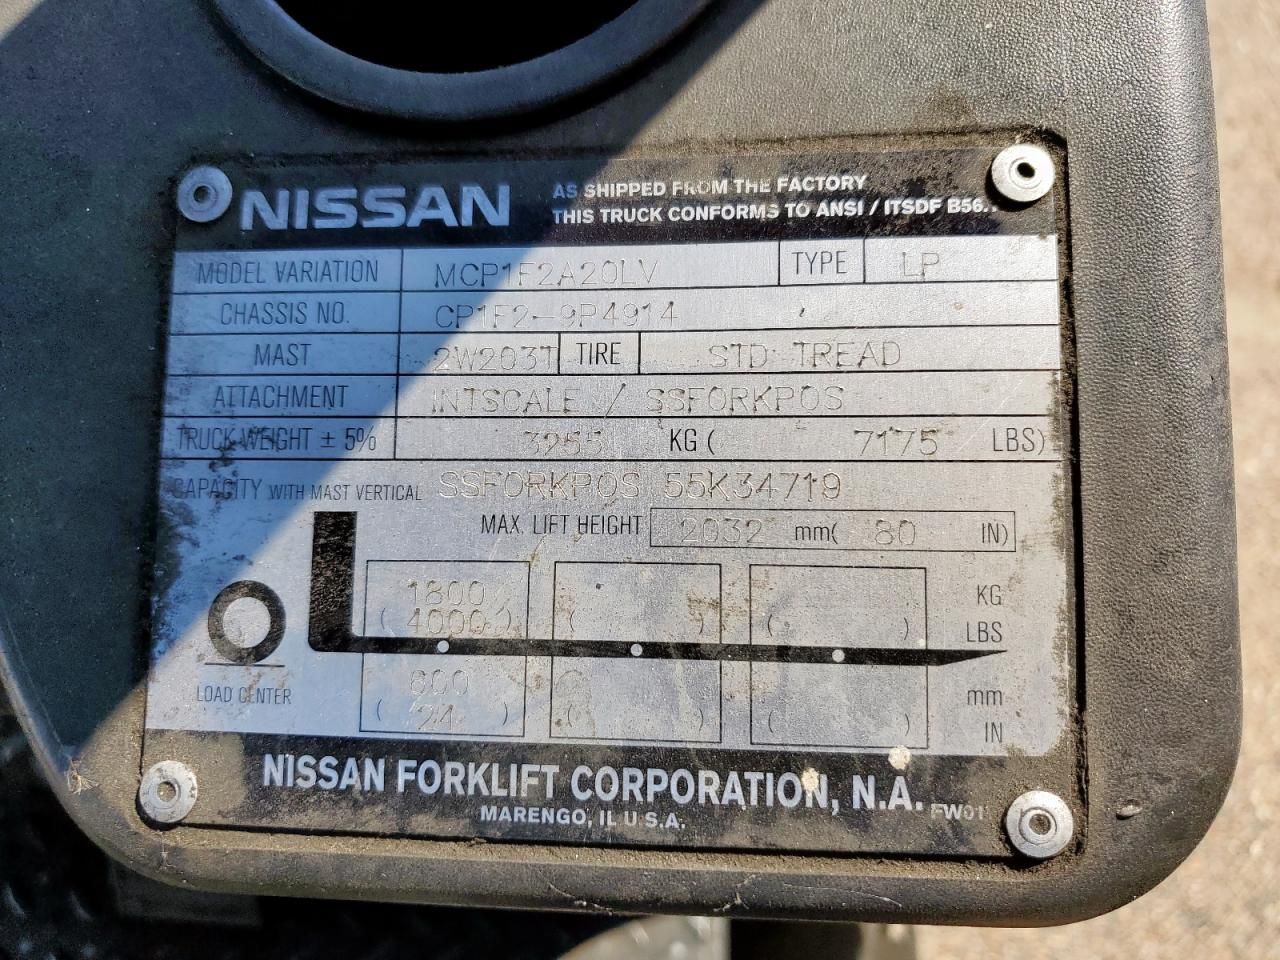 NISSAN AS SHIPPED FROM THE FACTORY
THIS TRUCK CONFORMS TO ANSI / ITSDF B56.1
MODEL VARIATION MCP1F2A20LV TYPE LP
CHASSIS NO. CP1F2-9P4914
MAST 2W203T TIRE STD TREAD
ATTACHMENT INTSCALE / SSFORKPOS
TRUCK WEIGHT ± 5% 3255 KG ( 7175 LBS)
CAPACITY WITH MAST VERTICAL SSFORKPOS 55K34719
MAX. LIFT HEIGHT 2032 mm( 80 IN)
1800 KG
( 4000 ) ( ) ( ) LBS
LOAD CENTER 600 mm
( 24 ) ( ) ( ) IN
NISSAN FORKLIFT CORPORATION, N.A. FW01
MARENGO, IL U.S.A.